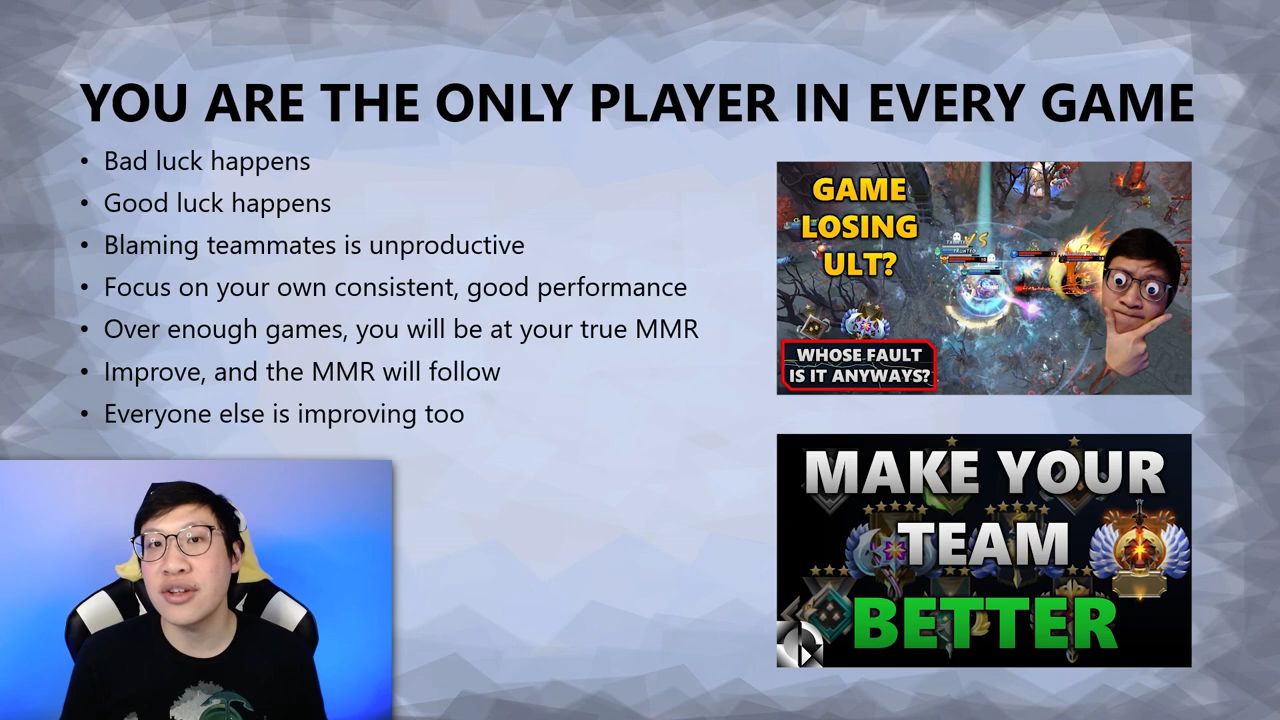 YOU ARE THE ONLY PLAYER IN EVERY GAME
• Bad luck happens
• Good luck happens
• Blaming teammates is unproductive
• Focus on your own consistent, good performance
• Over enough games, you will be at your true MMR
• Improve, and the MMR will follow
• Everyone else is improving too
GAME
LOSING
ULT?
WHOSE FAULT
IS IT ANYWAYS?
MAKE YOUR
TEAM
BETTER